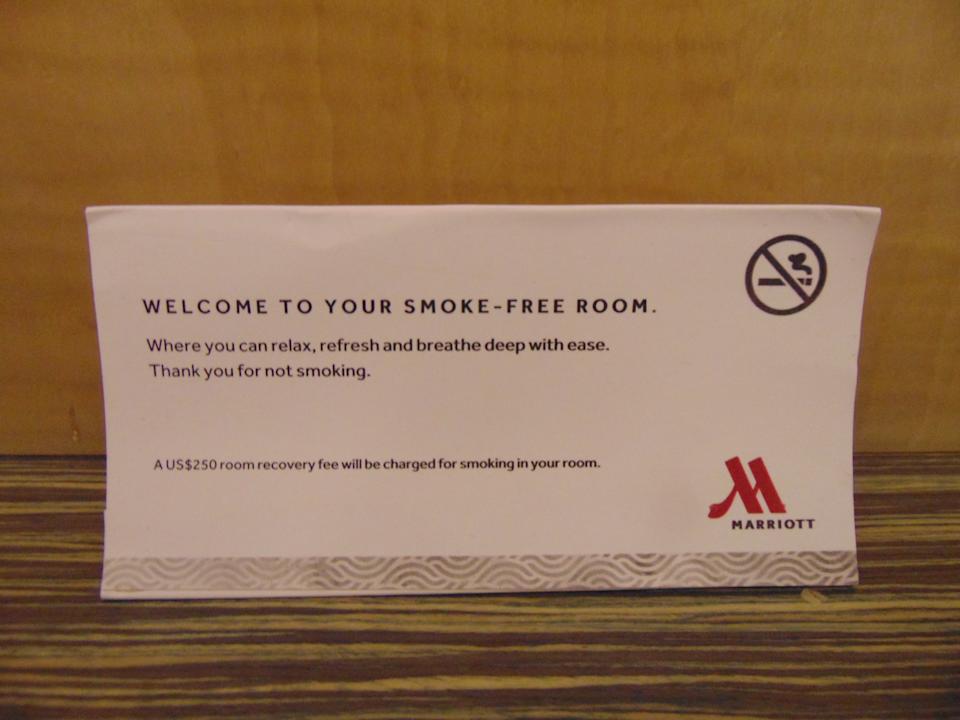 WELCOME TO YOUR SMOKE-FREE ROOM.
Where you can relax, refresh and breathe deep with ease.
Thank you for not smoking.
A US$250 room recovery fee will be charged for smoking in your room.
MARRIOTT